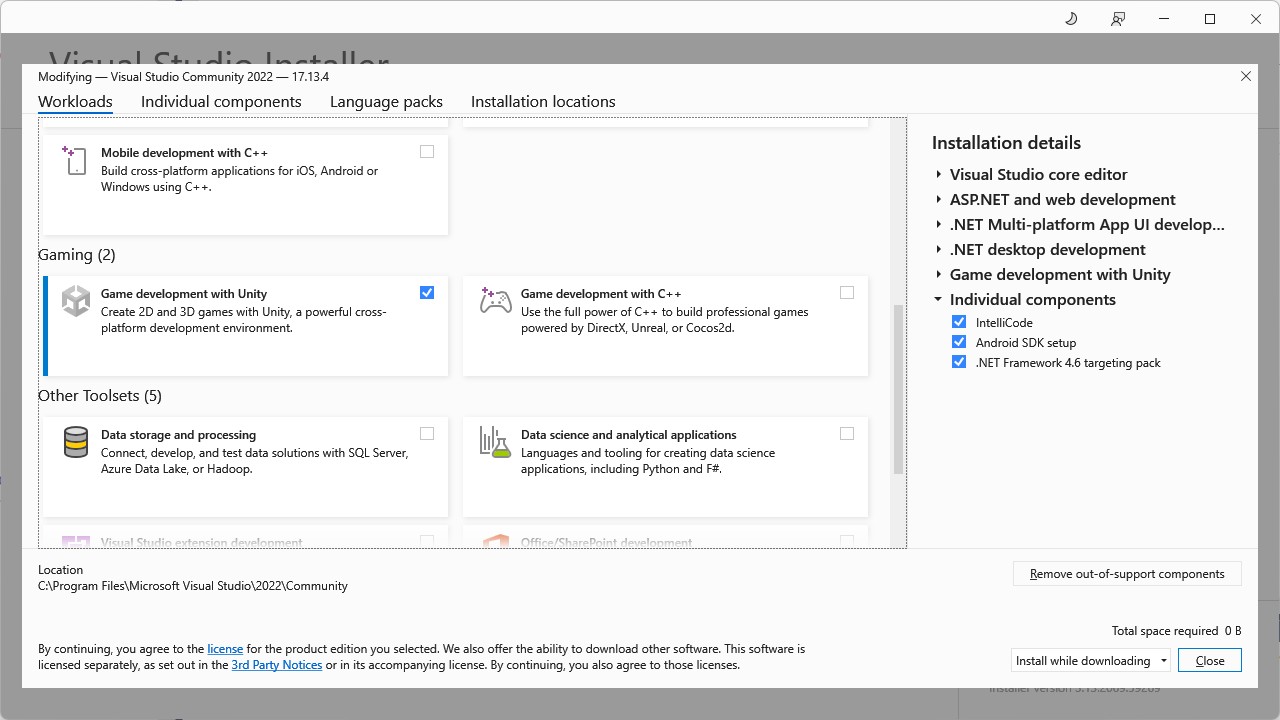 Visual Studio Installer
Modifying — Visual Studio Community 2022 — 17.13.4
Workloads
Individual components
Language packs
Installation locations
Mobile development with C++
Build cross-platform applications for iOS, Android or
Windows using C++.
Gaming (2)
Game development with Unity
Create 2D and 3D games with Unity, a powerful cross-
platform development environment.
Game development with C++
Use the full power of C++ to build professional games
powered by DirectX, Unreal, or Cocos2d.
Other Toolsets (5)
Data storage and processing
Connect, develop, and test data solutions with SQL Server,
Azure Data Lake, or Hadoop.
Data science and analytical applications
Languages and tooling for creating data science
applications, including Python and F#.
Visual Studio extension development
Office/SharePoint development
Installation details
Visual Studio core editor
ASP.NET and web development
.NET Multi-platform App UI develop...
.NET desktop development
Game development with Unity
Individual components
IntelliCode
Android SDK setup
.NET Framework 4.6 targeting pack
Location
C:\Program Files\Microsoft Visual Studio\2022\Community
Remove out-of-support components
Total space required 0 B
By continuing, you agree to the license for the product edition you selected. We also offer the ability to download other software. This software is
licensed separately, as set out in the 3rd Party Notices or in its accompanying license. By continuing, you also agree to those licenses.
Install while downloading
Close